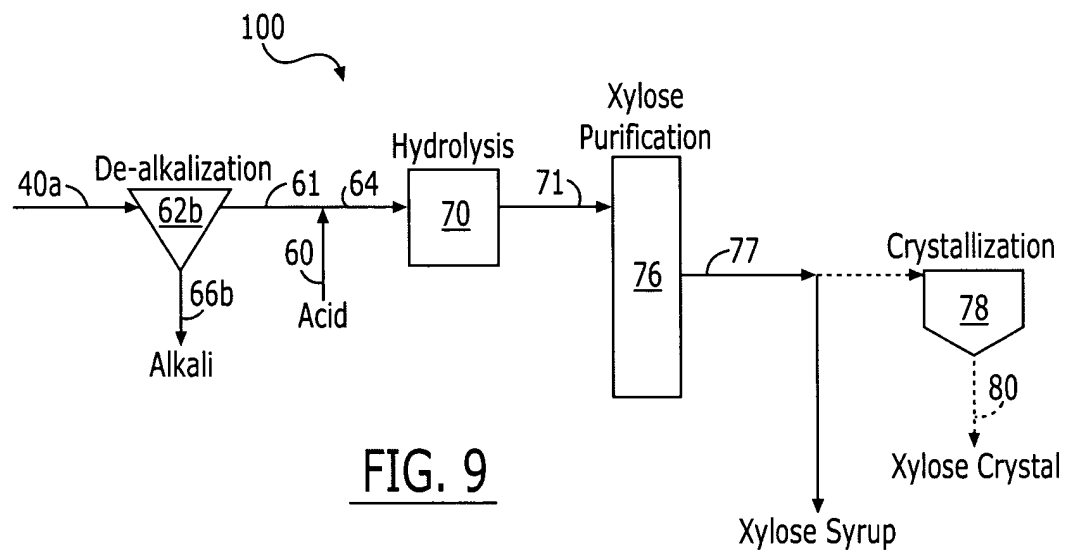 100
Xylose
Purification
Hydrolysis
De-alkalization
40a
62b
61
64
70
71
60
Acid
66b
Alkali
76
77
Crystallization
78
80
Xylose Crystal
Xylose Syrup
FIG. 9